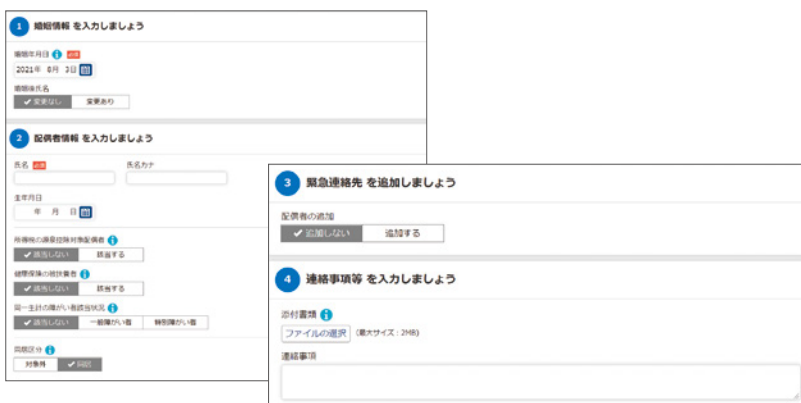 1 婚姻情報 を入力しましょう
婚姻年月日 必須
2021年 8月 3日
婚姻後氏名
✔変更なし 変更あり
2 配偶者情報 を入力しましょう
氏名 必須 氏名カナ
生年月日
年 月 日
所得税の源泉控除対象配偶者
✔該当しない 該当する
健康保険の被扶養者
✔該当しない 該当する
同一生計の障がい者該当状況
✔該当しない 一般障がい者 特別障がい者
同居区分
対象外 ✔同居
3 緊急連絡先 を追加しましょう
配偶者の追加
✔追加しない 追加する
4 連絡事項等 を入力しましょう
添付書類
ファイルの選択 (最大サイズ：2MB)
連絡事項